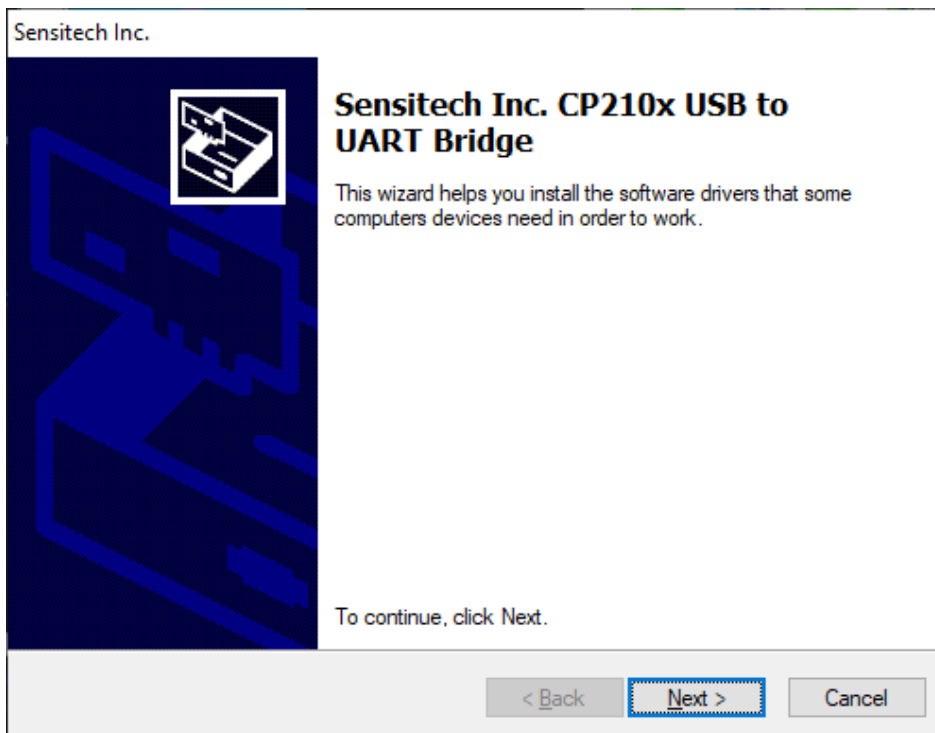 Sensitech Inc.
Sensitech Inc. CP210x USB to
UART Bridge
This wizard helps you install the software drivers that some
computers devices need in order to work.
To continue, click Next.
< Back
Next >
Cancel